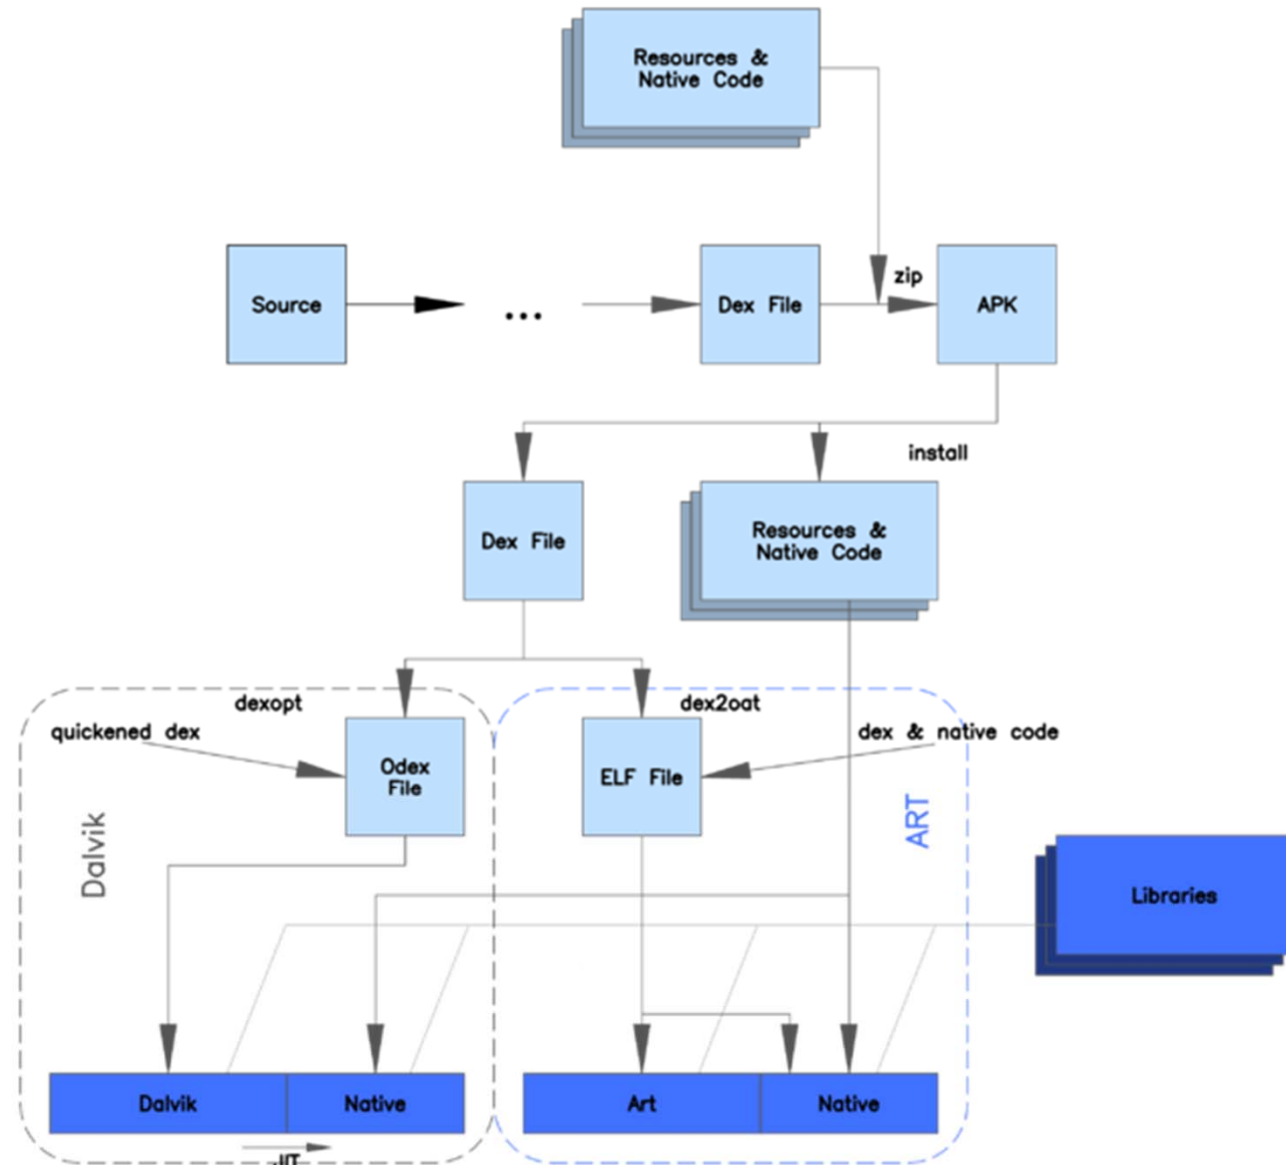 Resources &
Native Code
Source
...
Dex File
zip
APK
install
Dex File
Resources &
Native Code
dexopt
dex2oat
quickened dex
dex & native code
Odex
File
ELF File
Dalvik
ART
Libraries
Dalvik
Native
Art
Native
JIT